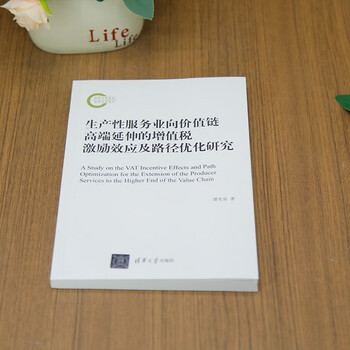 Life
Life
生产性服务业向价值链
高端延伸的增值税
激励效应及路径优化研究
A Study on the VAT Incentive Effects and Path
Optimization for the Extension of the Producer
Services to the Higher End of the Value Chain
著
清华大学出版社